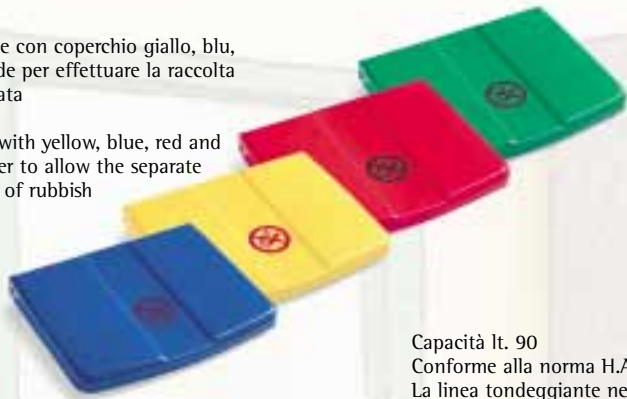 e con coperchio giallo, blu,
de per effettuare la raccolta
ata
with yellow, blue, red and
er to allow the separate
of rubbish
Capacità lt. 90
Conforme alla norma H.A
La linea tondeggiante ne